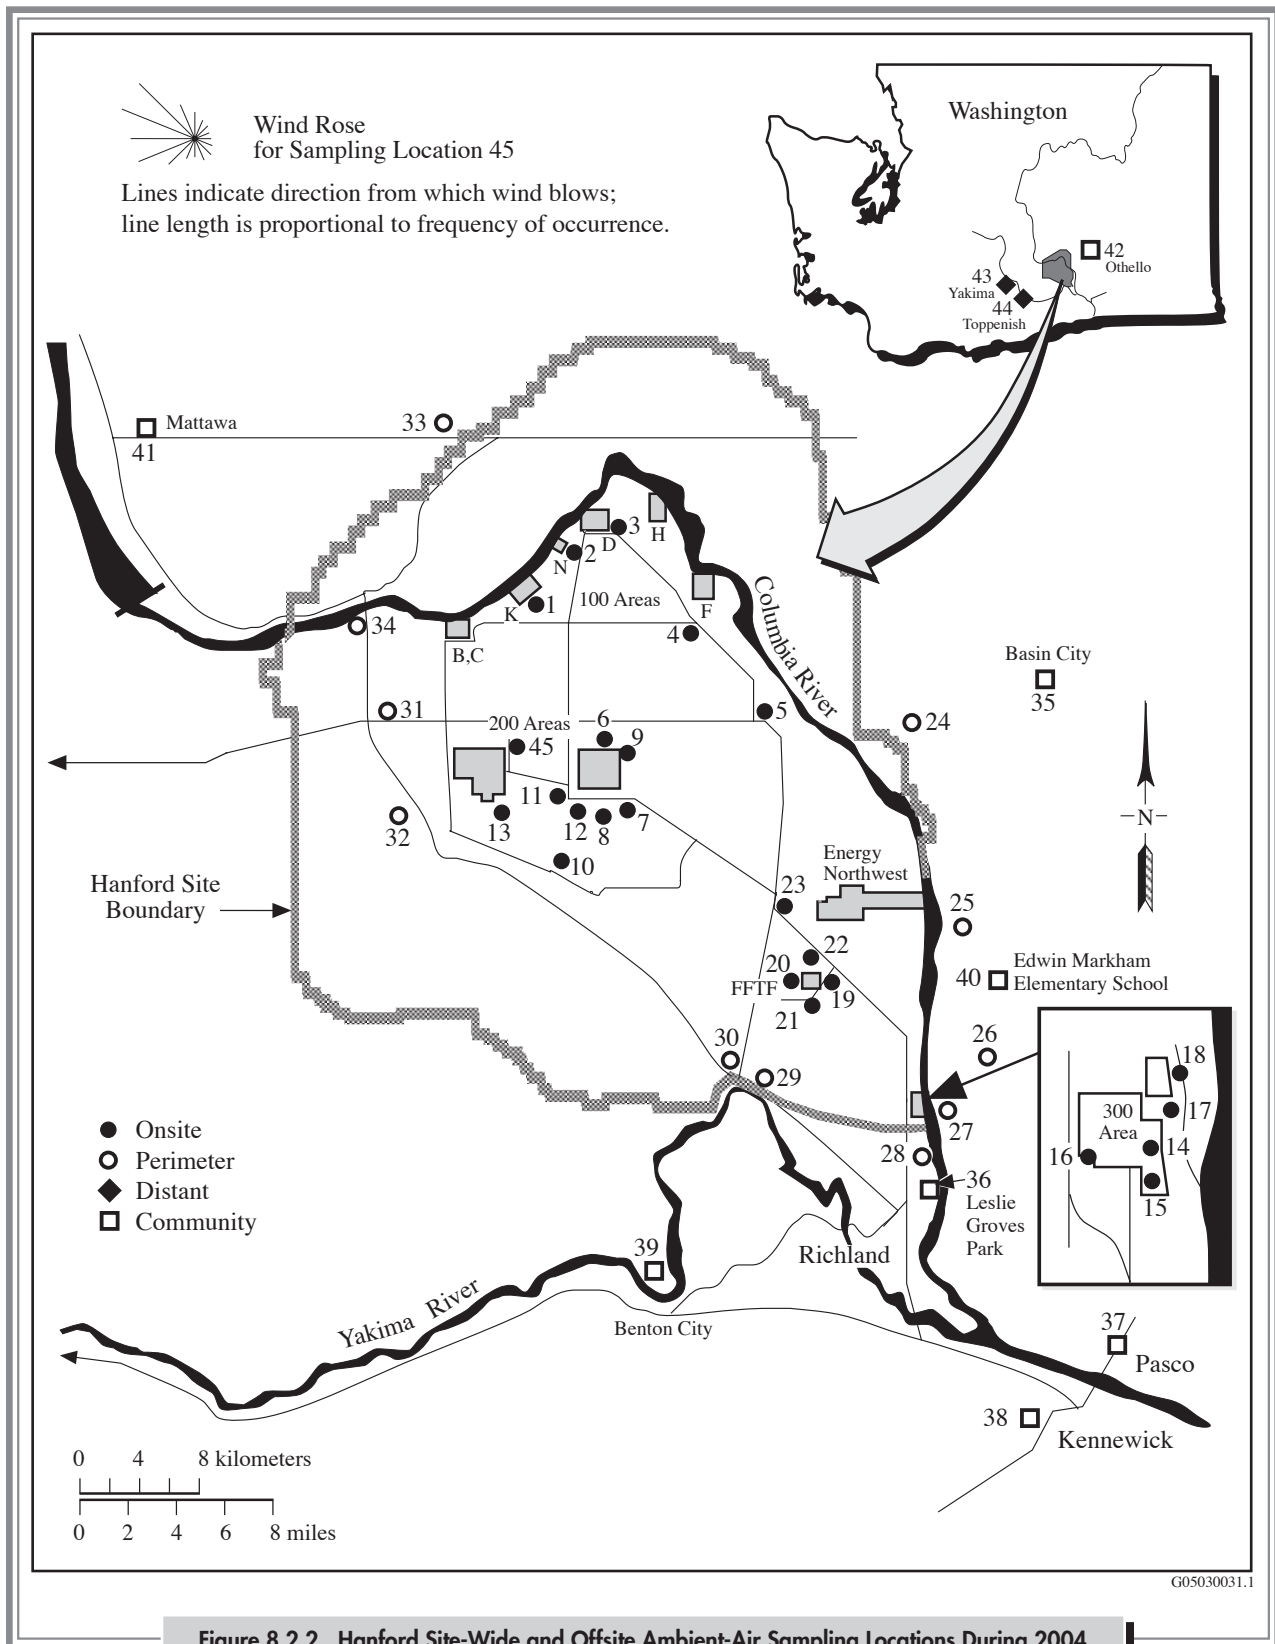 Wind Rose
for Sampling Location 45
Lines indicate direction from which wind blows;
line length is proportional to frequency of occurrence.
Washington
42
Othello
43
Yakima
44
Toppenish
33
Mattawa
41
3
D
H
2
N
K
1
100 Areas
F
4
34
B,C
Columbia River
Basin City
35
31
200 Areas
6
5
24
45
9
11
13
12
8
7
32
10
N
Energy
Northwest
Hanford Site
Boundary
23
25
22
20
FFTF
19
21
40
Edwin Markham
Elementary School
30
29
26
18
300
Area
17
16
14
15
27
28
36
Leslie
Groves
Park
Onsite
Perimeter
Distant
Community
39
Richland
Yakima River
Benton City
37
Pasco
38
Kennewick
0 4 8 kilometers
0 2 4 6 8 miles
G05030031.1
Figure 8.2.2. Hanford Site-Wide and Offsite Ambient-Air Sampling Locations During 2004